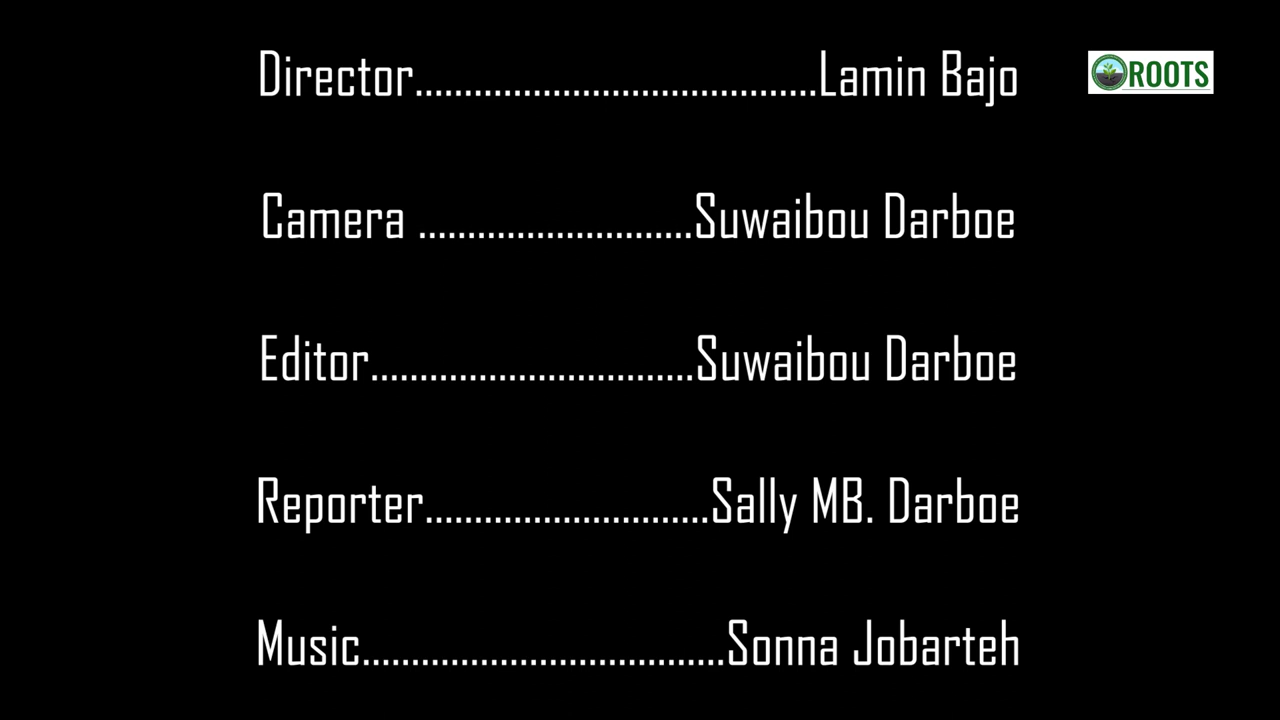 Director.........................................Lamin Bajo
ROOTS
Camera ............................Suwaibou Darboe
Editor.................................Suwaibou Darboe
Reporter.............................Sally MB. Darboe
Music.....................................Sonna Jobarteh